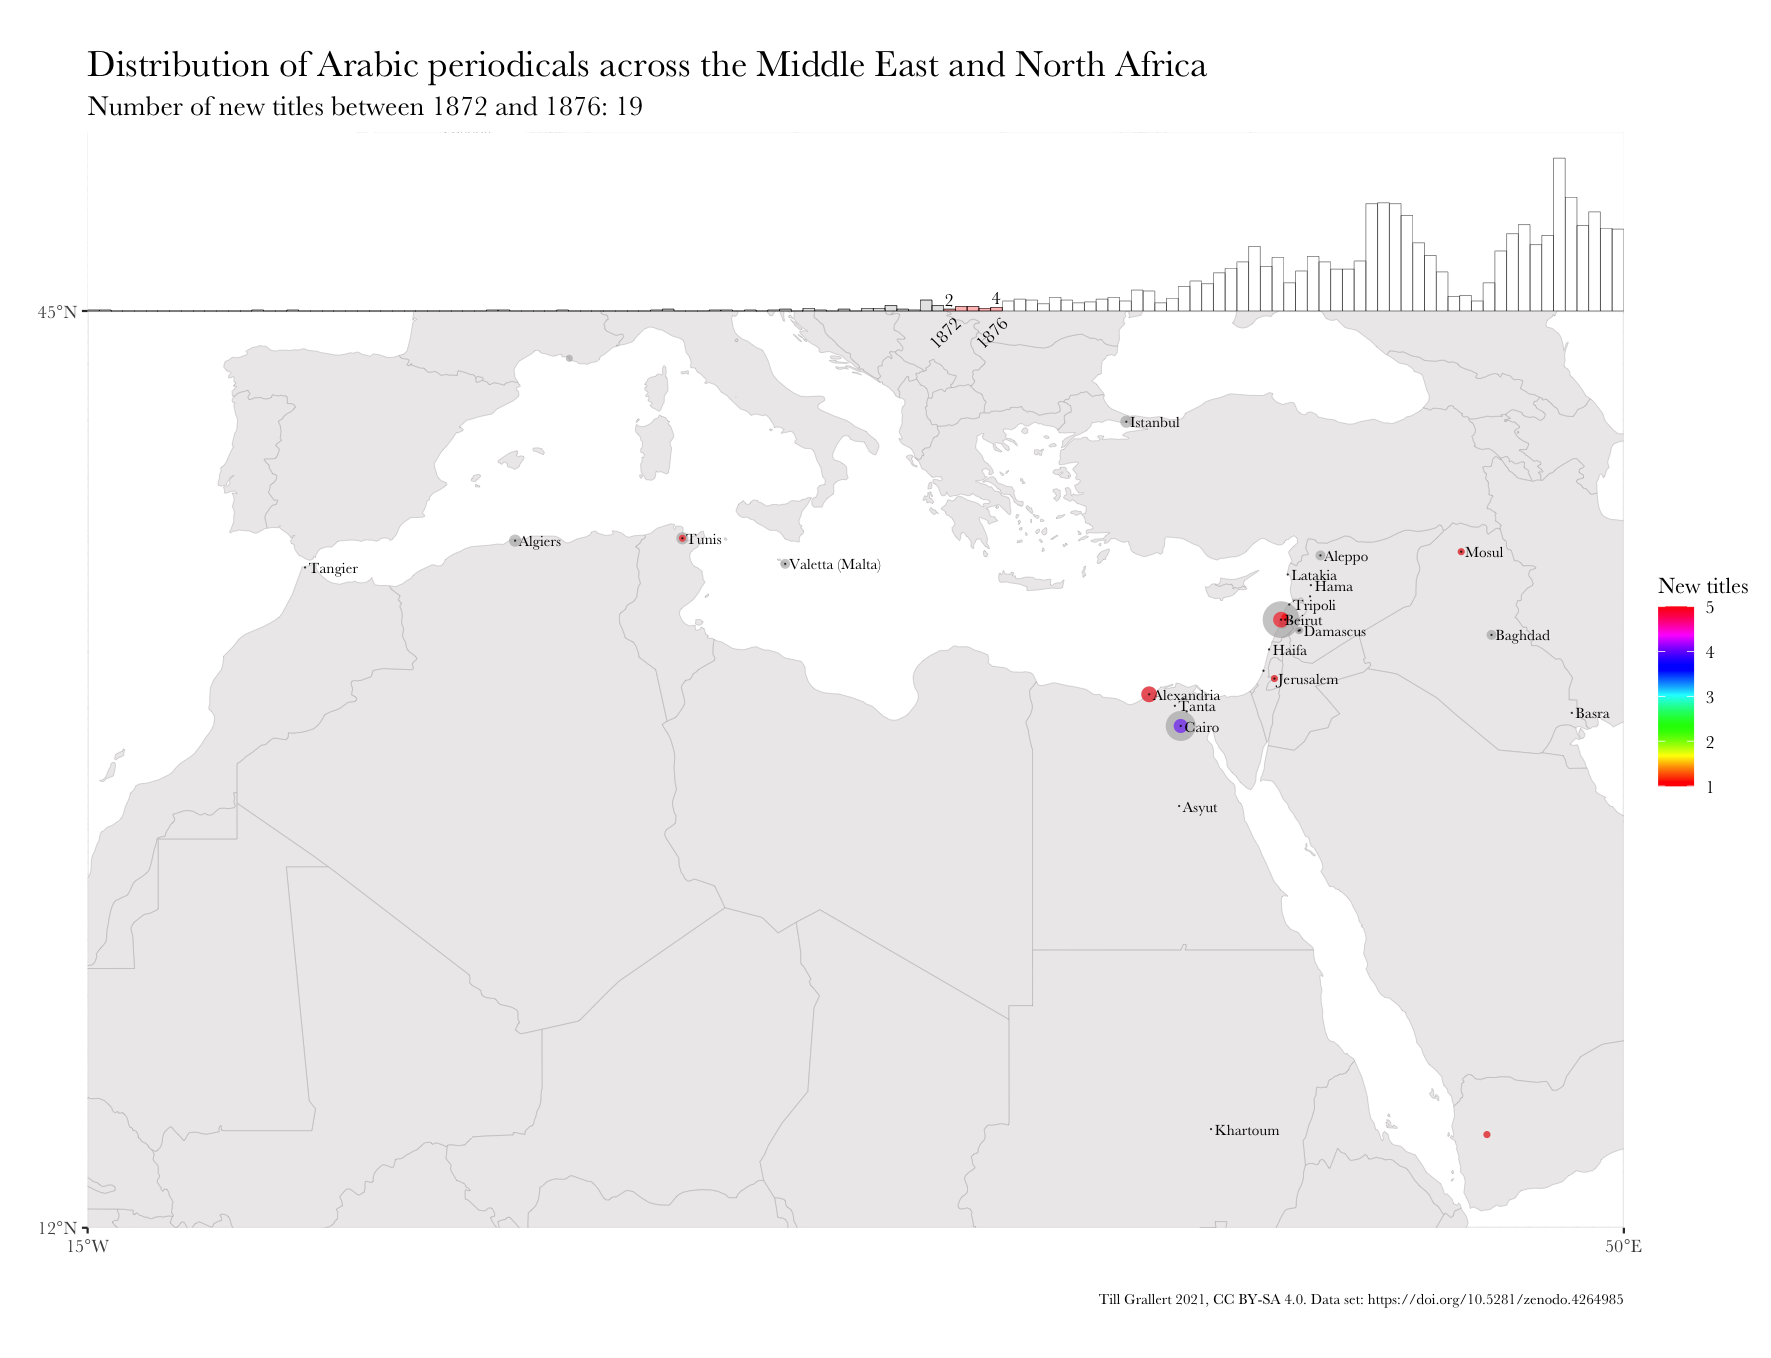 Distribution of Arabic periodicals across the Middle East and North Africa
Number of new titles between 1872 and 1876: 19
2
4
45°N
1872
1876
Istanbul
Algiers
Tunis
Tangier
Valetta (Malta)
Aleppo
Mosul
Latakia
Hama
Tripoli
Beirut
Damascus
Baghdad
Haifa
Jerusalem
Alexandria
Tanta
Cairo
Basra
Asyut
Khartoum
New titles
5
4
3
2
1
12°N
15°W
50°E
Till Grallert 2021, CC BY-SA 4.0. Data set: https://doi.org/10.5281/zenodo.4264985